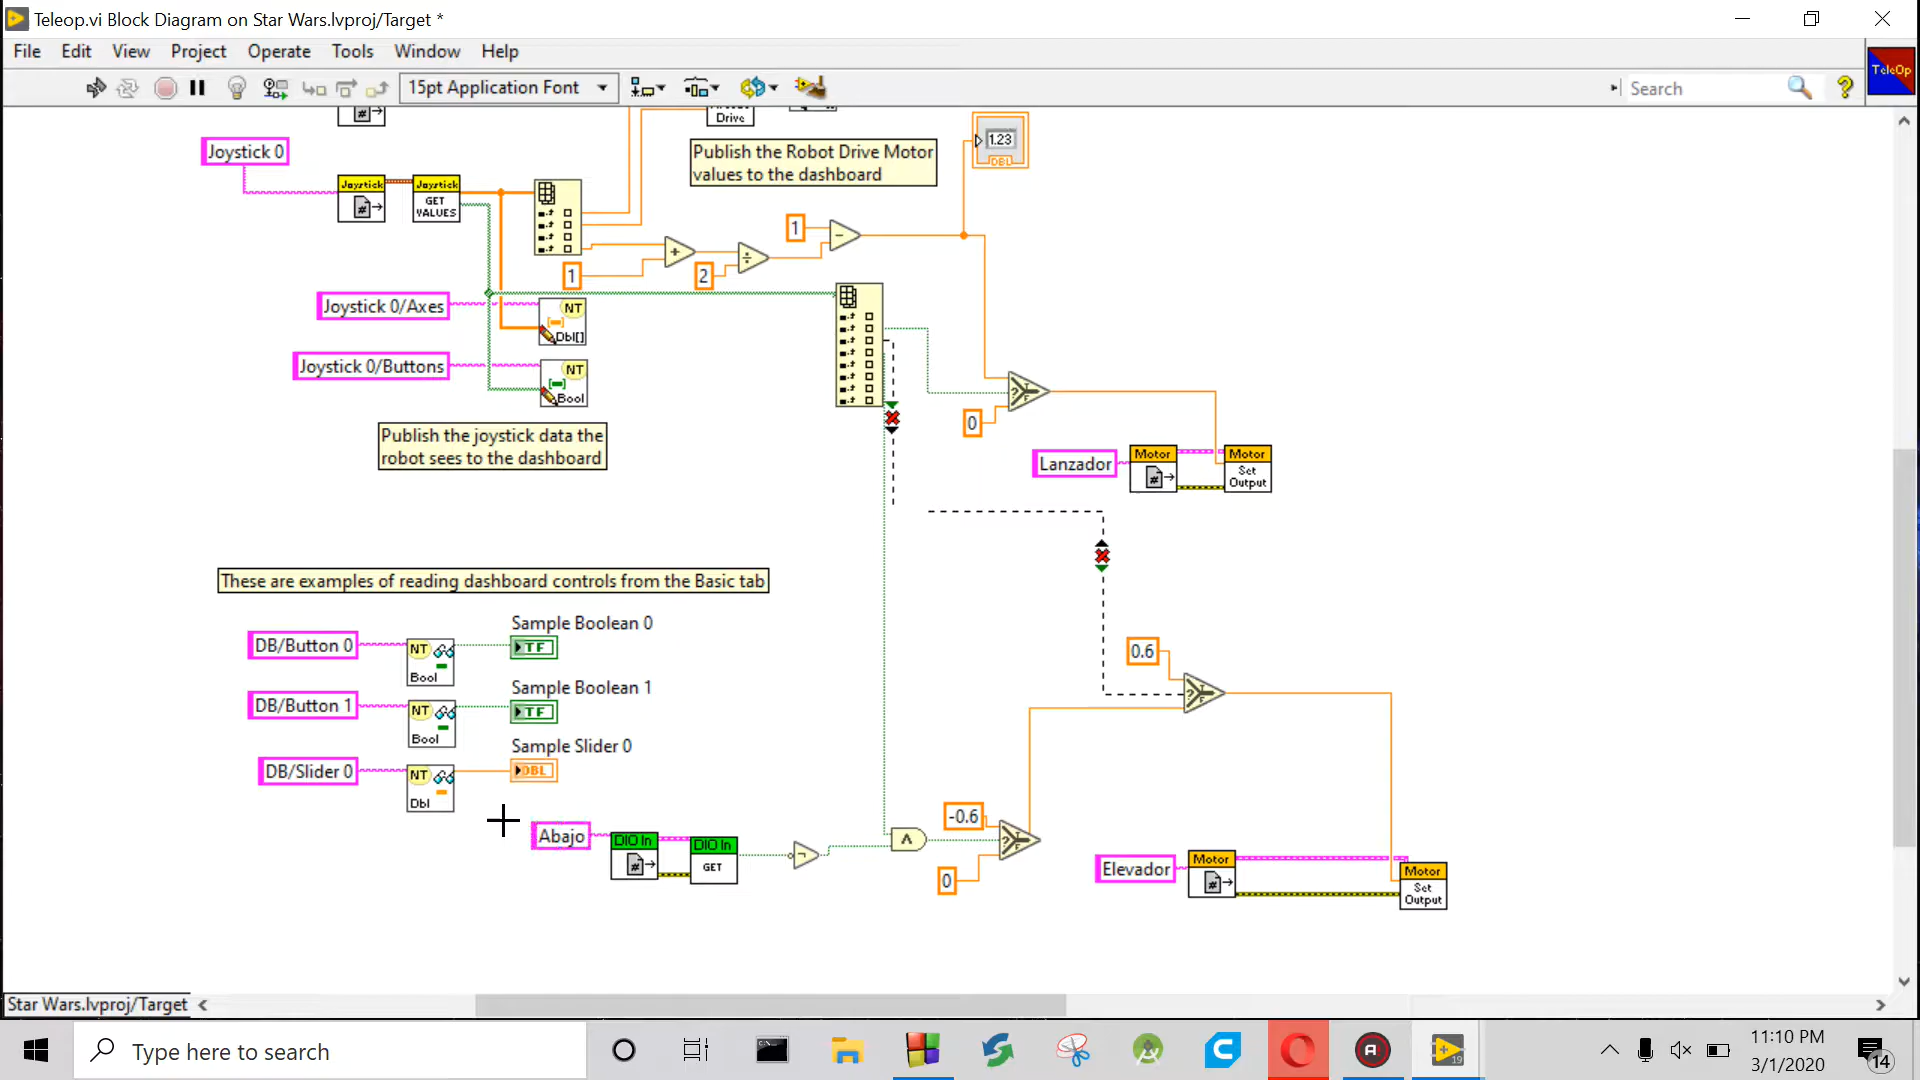 Teleop.vi Block Diagram on Star Wars.lvproj/Target *
File Edit View Project Operate Tools Window Help
15pt Application Font
Search
TeleOp
Drive
Joystick 0
Publish the Robot Drive Motor
values to the dashboard
1.23
DBL
Joystick
Joystick
GET
VALUES
1
+
1
2
÷
-
Joystick 0/Axes
NT
Dbl[]
Joystick 0/Buttons
NT
Bool
Publish the joystick data the
robot sees to the dashboard
? T F
0
Lanzador
Motor
Motor
Set
Output
These are examples of reading dashboard controls from the Basic tab
Sample Boolean 0
DB/Button 0
NT
Bool
TF
0.6
Sample Boolean 1
DB/Button 1
NT
Bool
TF
? T F
Sample Slider 0
DB/Slider 0
NT
Dbl
DBL
Abajo
DIO In
DIO In
GET
-0.6
? T F
0
Elevador
Motor
Motor
Set
Output
Star Wars.lvproj/Target
Type here to search
19
11:10 PM
3/1/2020
14